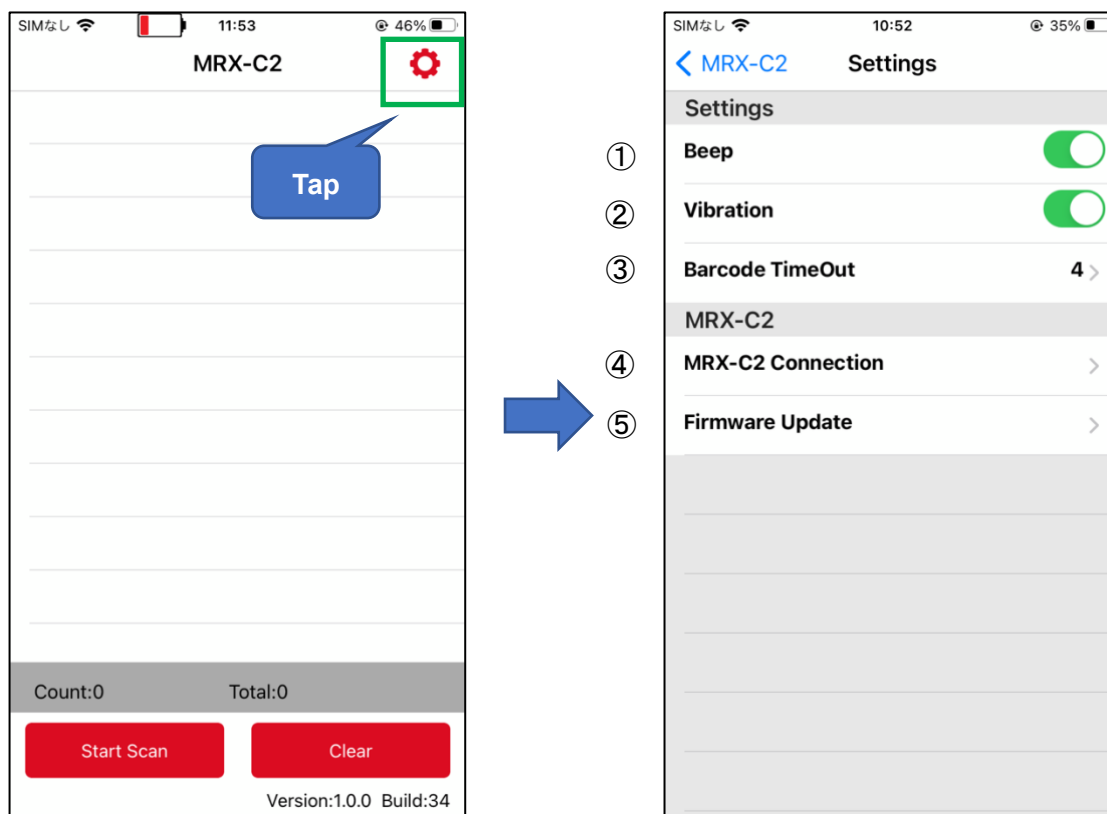 SIMなし 11:53 46%
MRX-C2
Tap
Count:0 Total:0
Start Scan Clear
Version:1.0.0 Build:34
SIMなし 10:52 35%
MRX-C2 Settings
Settings
① Beep
② Vibration
③ Barcode TimeOut 4
MRX-C2
④ MRX-C2 Connection
⑤ Firmware Update